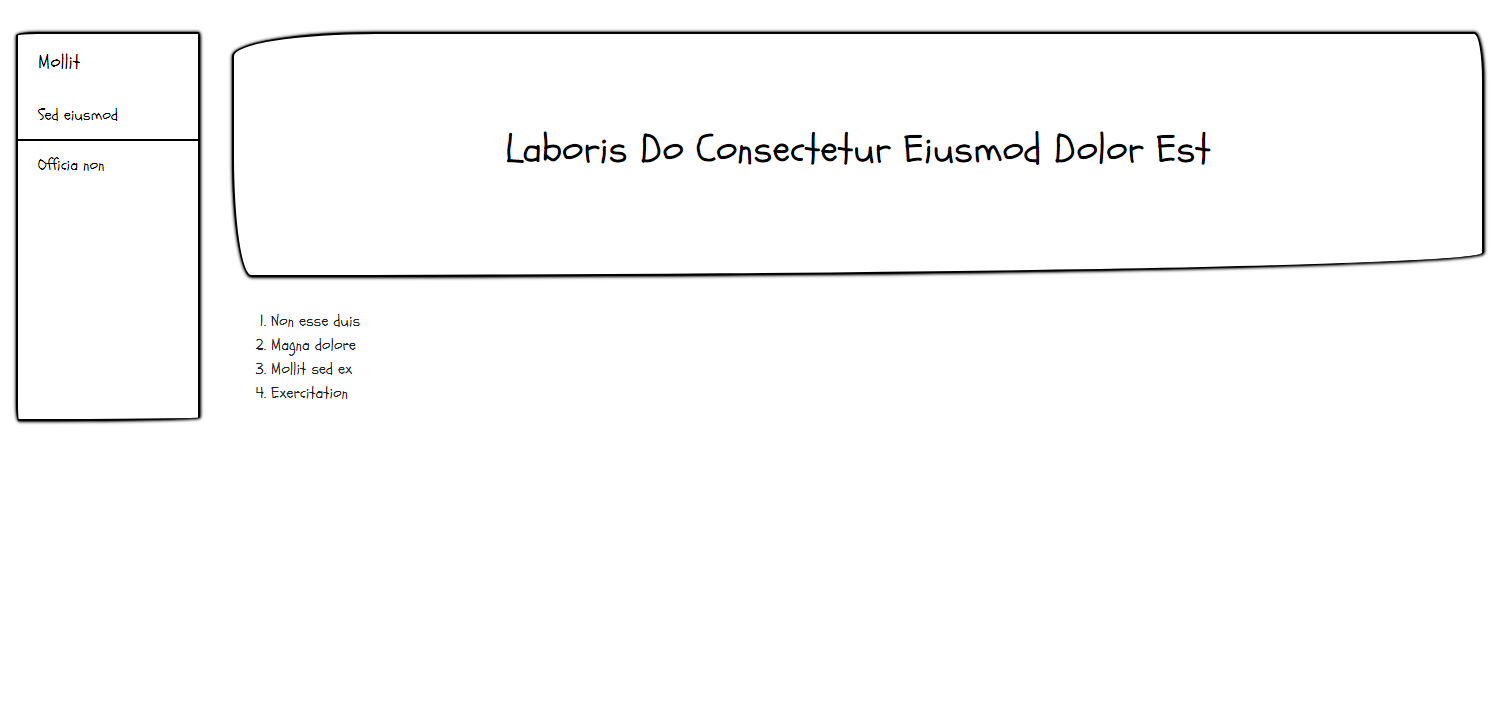 Mollit
Sed eiusmod
Officia non
Laboris Do Consectetur Eiusmod Dolor Est
1. Non esse duis
2. Magna dolore
3. Mollit sed ex
4. Exercitation